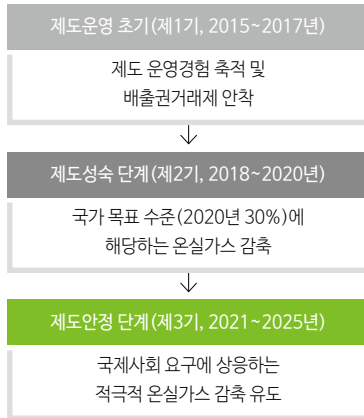 제도운영 초기(제1기, 2015~2017년)
제도 운영경험 축적 및
배출권거래제 안착
제도성숙 단계(제2기, 2018~2020년)
국가 목표 수준(2020년 30%)에
해당하는 온실가스 감축
제도안정 단계(제3기, 2021~2025년)
국제사회 요구에 상응하는
적극적 온실가스 감축 유도